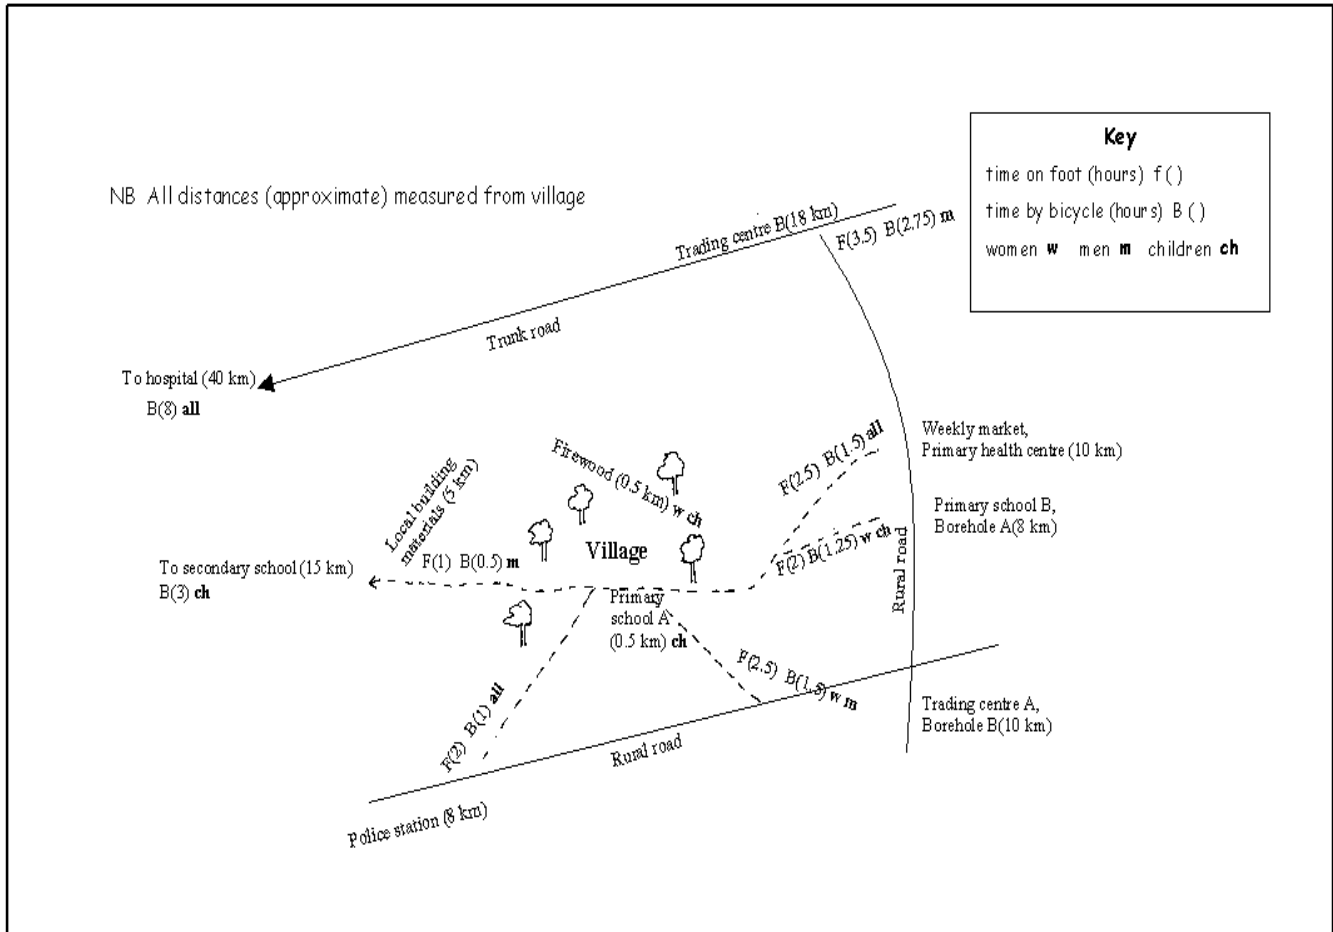 Key
time on foot (hours) f ( )
time by bicycle (hours) B ( )
women w men m children ch
NB All distances (approximate) measured from village
Trading centre B(18 km)
F(3.5) B(2.75) m
Trunk road
To hospital (40 km)
B(8) all
Weekly market,
Primary health centre (10 km)
F(2.5) B(1.5) all
Firewood (0.5 km) w ch
Local building
materials (5 km)
Primary school B,
Borehole A(8 km)
F(2) B(1.25) w ch
Village
F(1) B(0.5) m
To secondary school (15 km)
B(3) ch
Rural road
Primary
school A
(0.5 km) ch
F(2.5) B(1.5) w m
F(2) B(1) all
Trading centre A,
Borehole B(10 km)
Rural road
Police station (8 km)